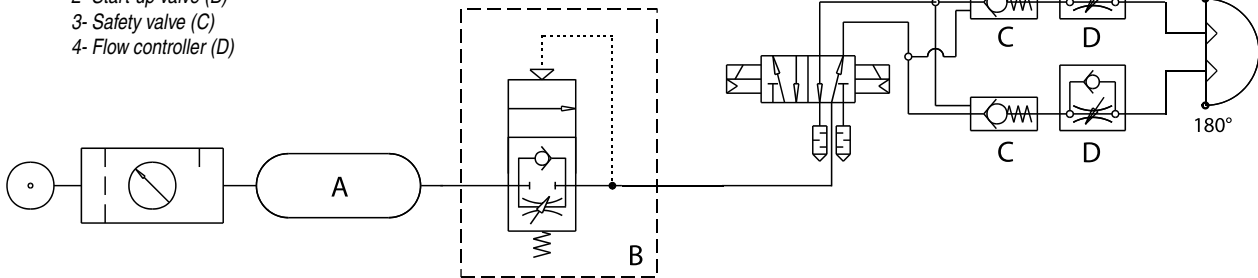 2- Start-up valve (B)
3- Safety valve (C)
4- Flow controller (D)
C D
C D
180°
A
B